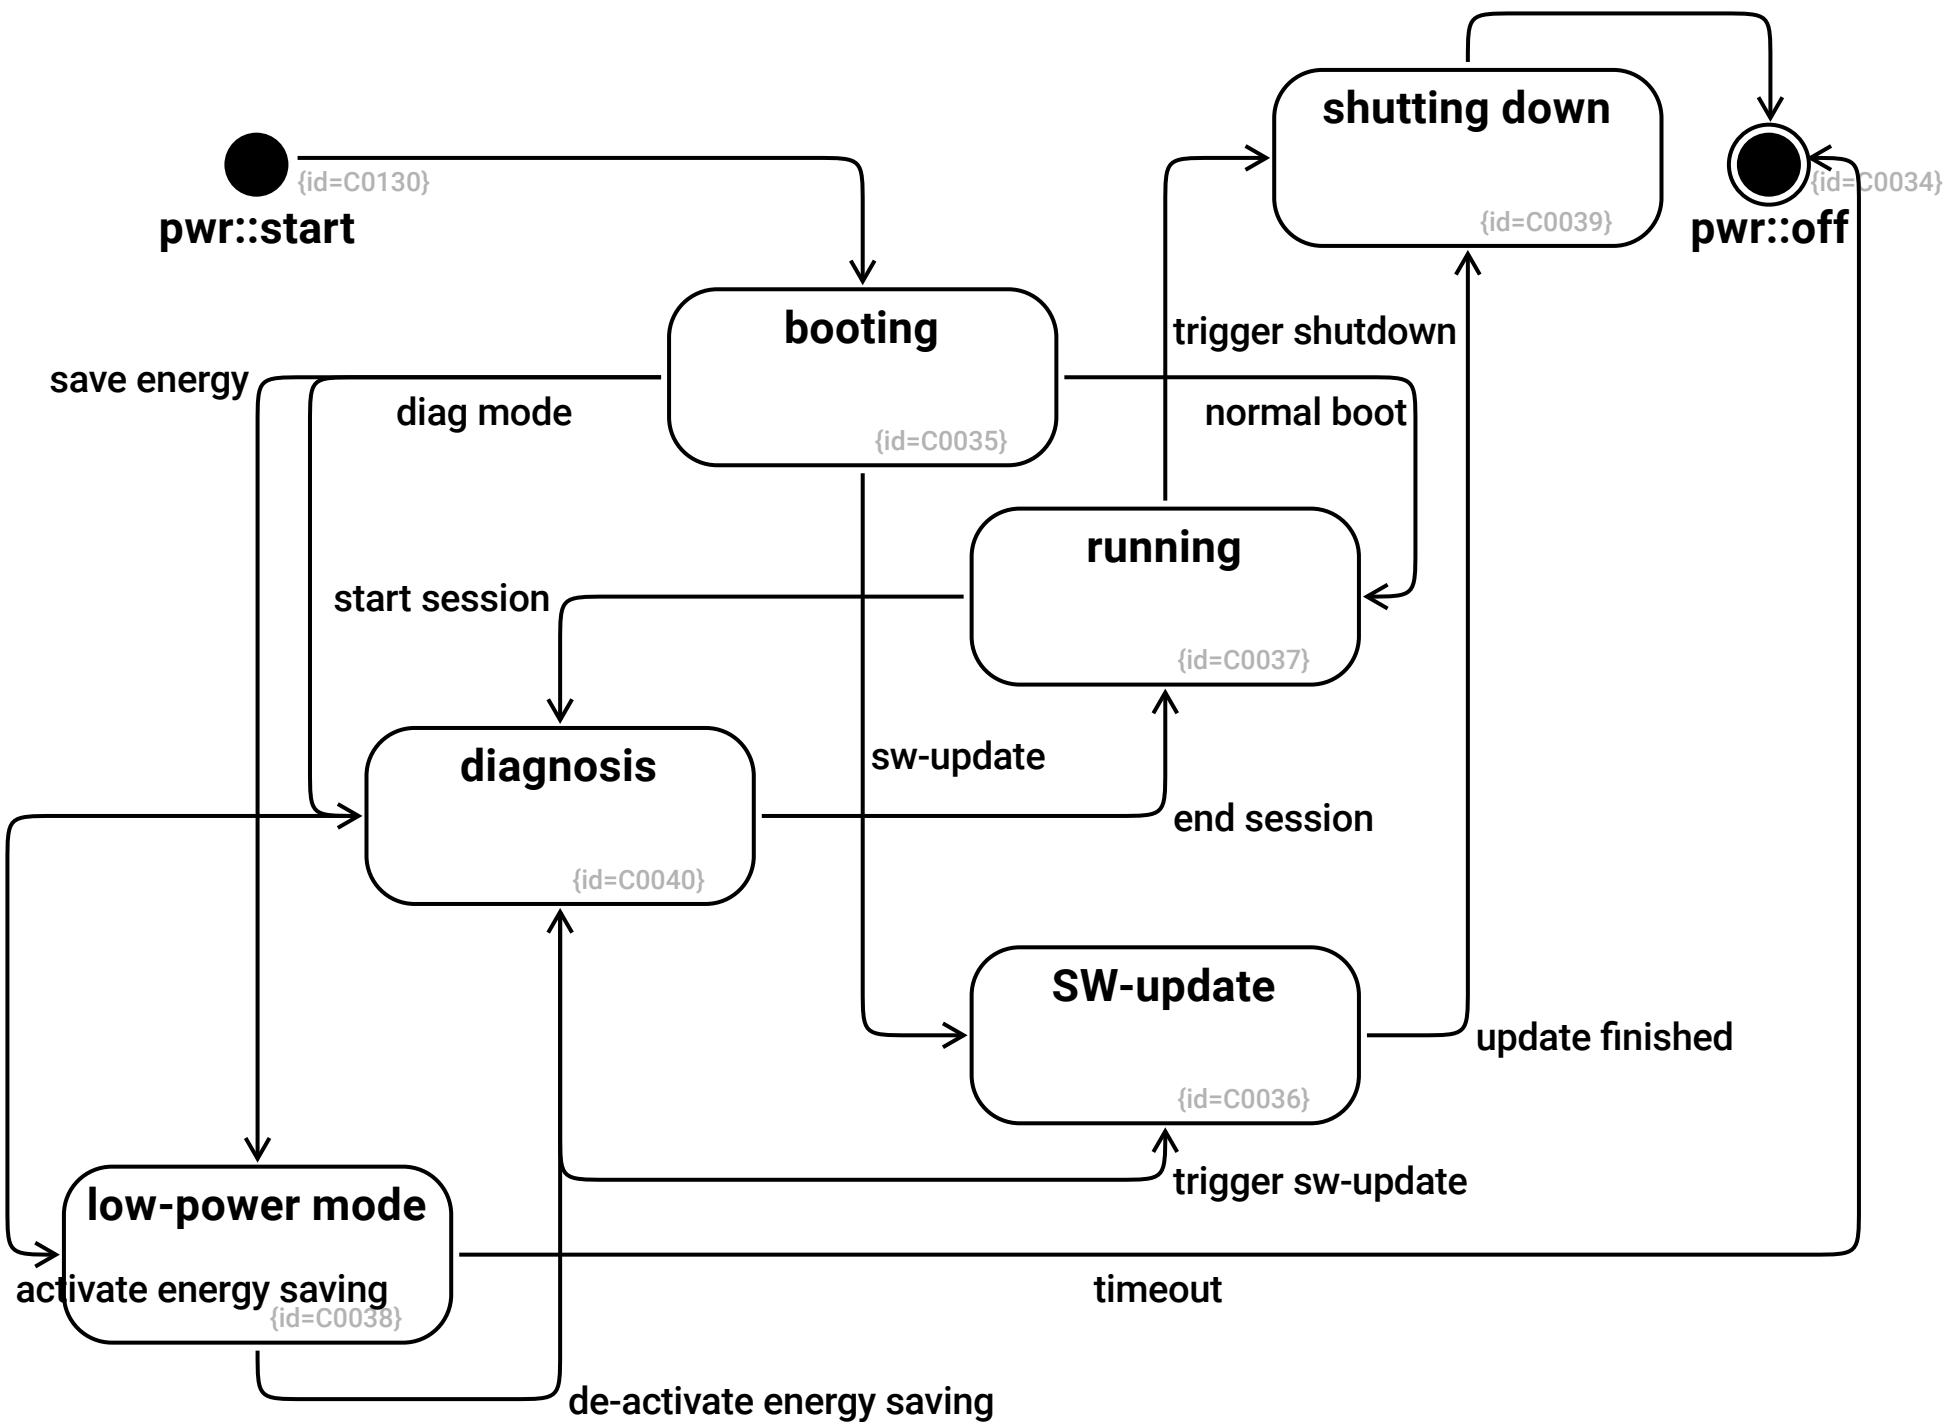 shutting down
{id=C0039}
{id=C0130}
pwr::start
{id=C0034}
pwr::off
booting
{id=C0035}
trigger shutdown
save energy
diag mode
normal boot
running
{id=C0037}
start session
diagnosis
{id=C0040}
sw-update
end session
SW-update
{id=C0036}
update finished
trigger sw-update
low-power mode
activate energy saving
{id=C0038}
timeout
de-activate energy saving